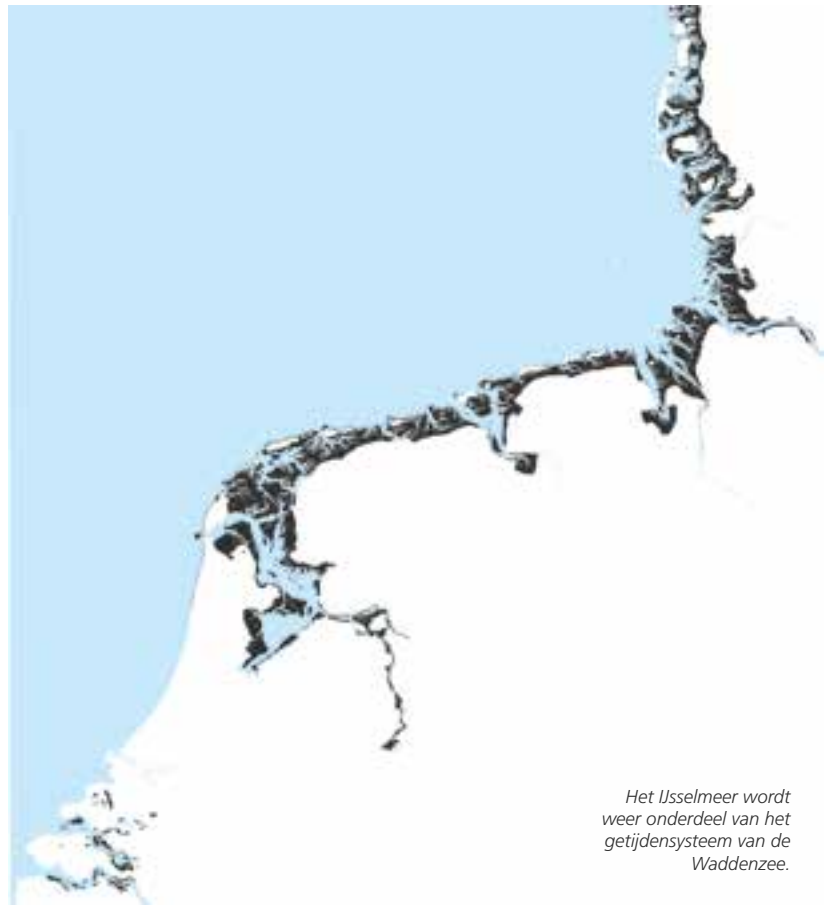 Het IJsselmeer wordt
weer onderdeel van het
getijdensysteem van de
Waddenzee.